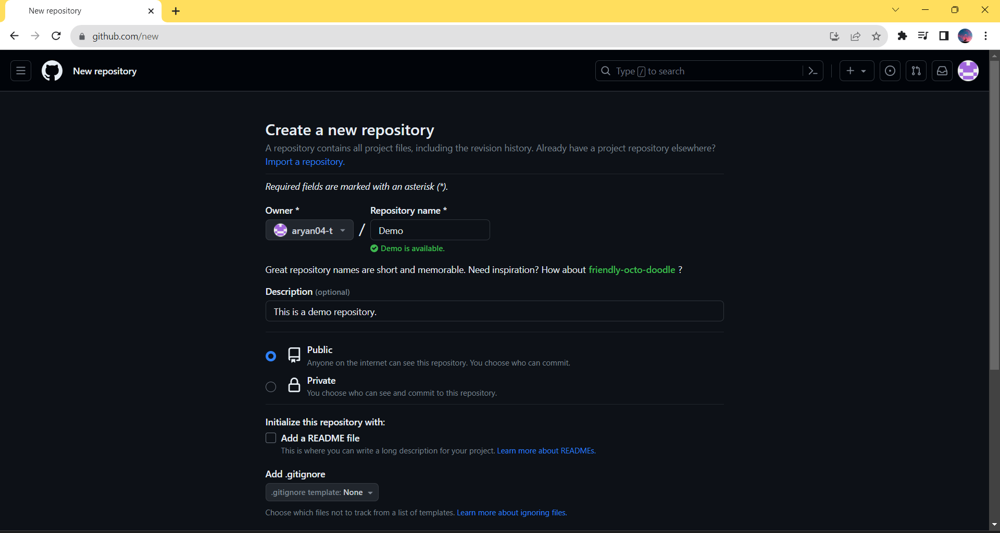 New repository
github.com/new
New repository
Type / to search
Create a new repository
A repository contains all project files, including the revision history. Already have a project repository elsewhere?
Import a repository.
Required fields are marked with an asterisk (*).
Owner * Repository name *
aryan04-t / Demo
Demo is available.
Great repository names are short and memorable. Need inspiration? How about friendly-octo-doodle ?
Description (optional)
This is a demo repository.
Public
Anyone on the internet can see this repository. You choose who can commit.
Private
You choose who can see and commit to this repository.
Initialize this repository with:
Add a README file
This is where you can write a long description for your project. Learn more about READMEs.
Add .gitignore
.gitignore template: None
Choose which files not to track from a list of templates. Learn more about ignoring files.